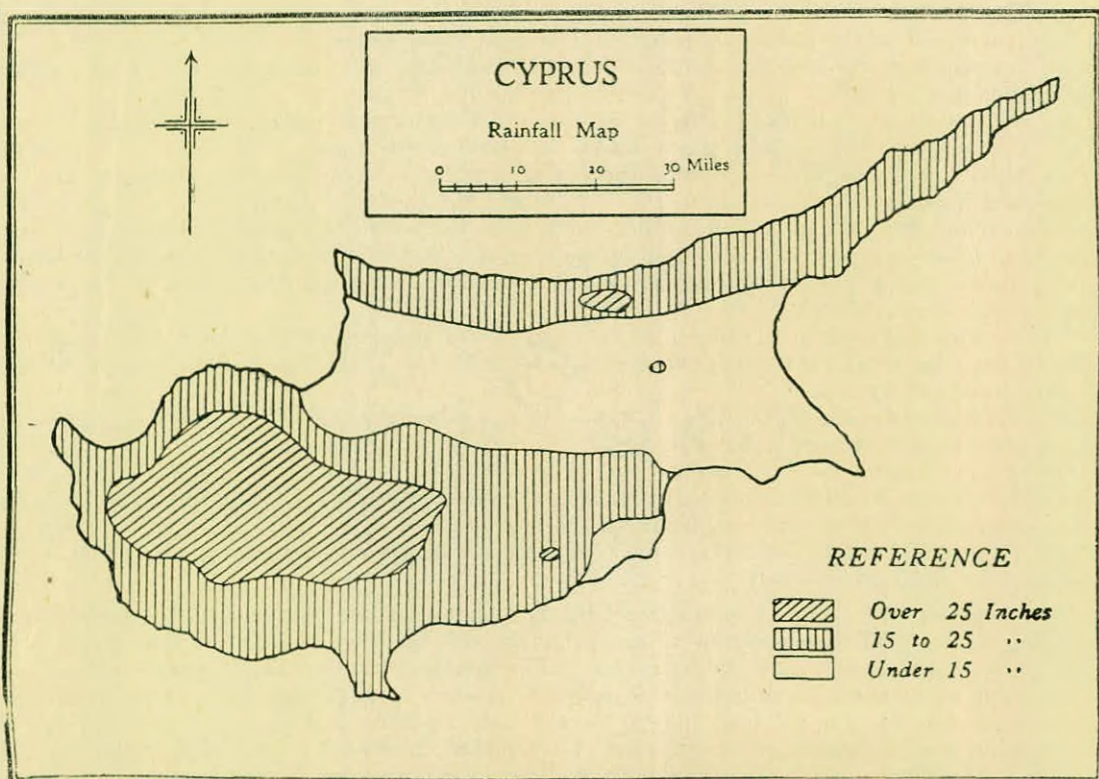 CYPRUS
Rainfall Map
0 10 20 30 Miles
REFERENCE
Over 25 Inches
15 to 25 "
Under 15 "